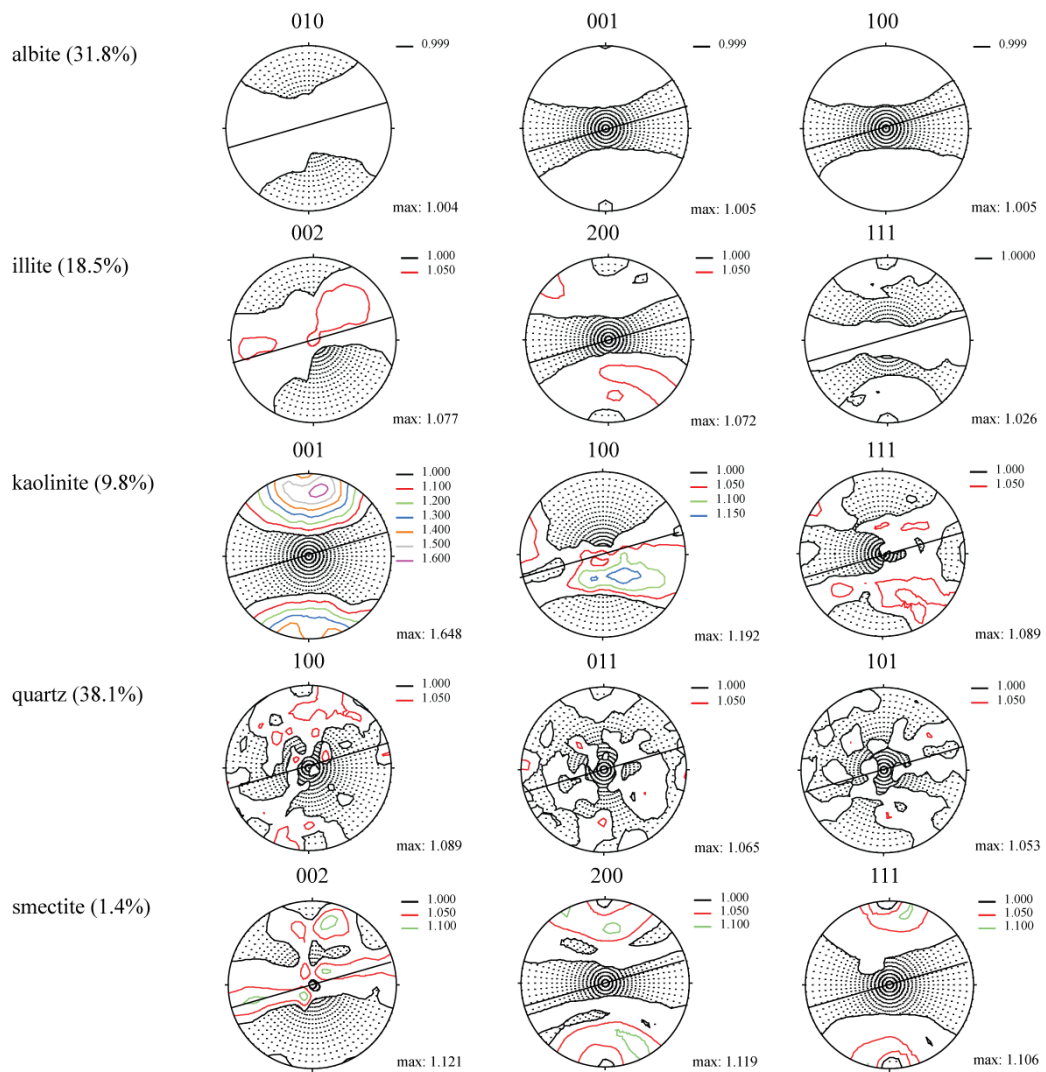 010 001 100
albite (31.8%) 0.999 0.999 0.999
max: 1.004 max: 1.005 max: 1.005
002 200 111
illite (18.5%) 1.000 1.000 1.0000
1.050 1.050
max: 1.077 max: 1.072 max: 1.026
001 100 111
kaolinite (9.8%) 1.000 1.000 1.000
1.100 1.050 1.050
1.200 1.100
1.300 1.150
1.400
1.500
1.600
max: 1.648 max: 1.192 max: 1.089
100 011 101
quartz (38.1%) 1.000 1.000 1.000
1.050 1.050 1.050
max: 1.089 max: 1.065 max: 1.053
002 200 111
smectite (1.4%) 1.000 1.000 1.000
1.050 1.050 1.050
1.100 1.100 1.100
max: 1.121 max: 1.119 max: 1.106